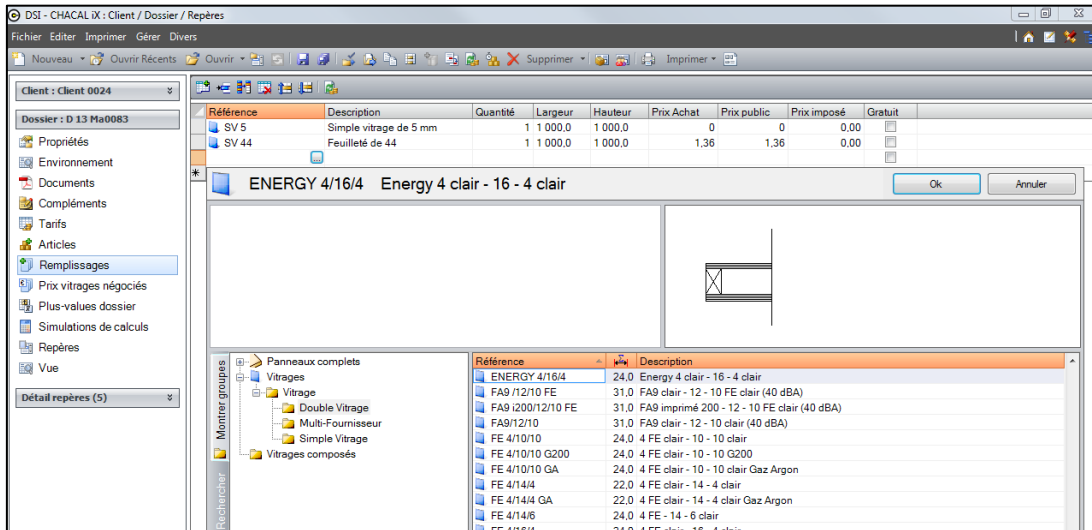 DSI - CHACAL iX : Client / Dossier / Repères
Fichier Editer Imprimer Gérer Divers
Nouveau Ouvrir Récents Ouvrir Supprimer Imprimer
Client : Client 0024
Dossier : D 13 Ma0083
Propriétés
Environnement
Documents
Compléments
Tarifs
Articles
Remplissages
Prix vitrages négociés
Plus-values dossier
Simulations de calculs
Repères
Vue
Détail repères (5)
Référence Description Quantité Largeur Hauteur Prix Achat Prix public Prix imposé Gratuit
SV 5 Simple vitrage de 5 mm 1 1 000,0 1 000,0 0 0 0,00
SV 44 Feuilleté de 44 1 1 000,0 1 000,0 1,36 1,36 0,00
...
*
ENERGY 4/16/4 Energy 4 clair - 16 - 4 clair Ok Annuler
Montrer groupes
Rechercher
Panneaux complets
Vitrages
Vitrage
Double Vitrage
Multi-Fournisseur
Simple Vitrage
Vitrages composés
Référence Description
ENERGY 4/16/4 24,0 Energy 4 clair - 16 - 4 clair
FA9 /12/10 FE 31,0 FA9 clair - 12 - 10 FE clair (40 dBA)
FA9 i200/12/10 FE 31,0 FA9 imprimé 200 - 12 - 10 FE clair (40 dBA)
FA9/12/10 31,0 FA9 clair - 12 - 10 clair (40 dBA)
FE 4/10/10 24,0 4 FE clair - 10 - 10 clair
FE 4/10/10 G200 24,0 4 FE clair - 10 - 10 G200
FE 4/10/10 GA 24,0 4 FE clair - 10 - 10 clair Gaz Argon
FE 4/14/4 22,0 4 FE clair - 14 - 4 clair
FE 4/14/4 GA 22,0 4 FE clair - 14 - 4 clair Gaz Argon
FE 4/14/6 24,0 4 FE - 14 - 6 clair
FE 4/16/4 24,0 4 FE clair - 16 - 4 clair